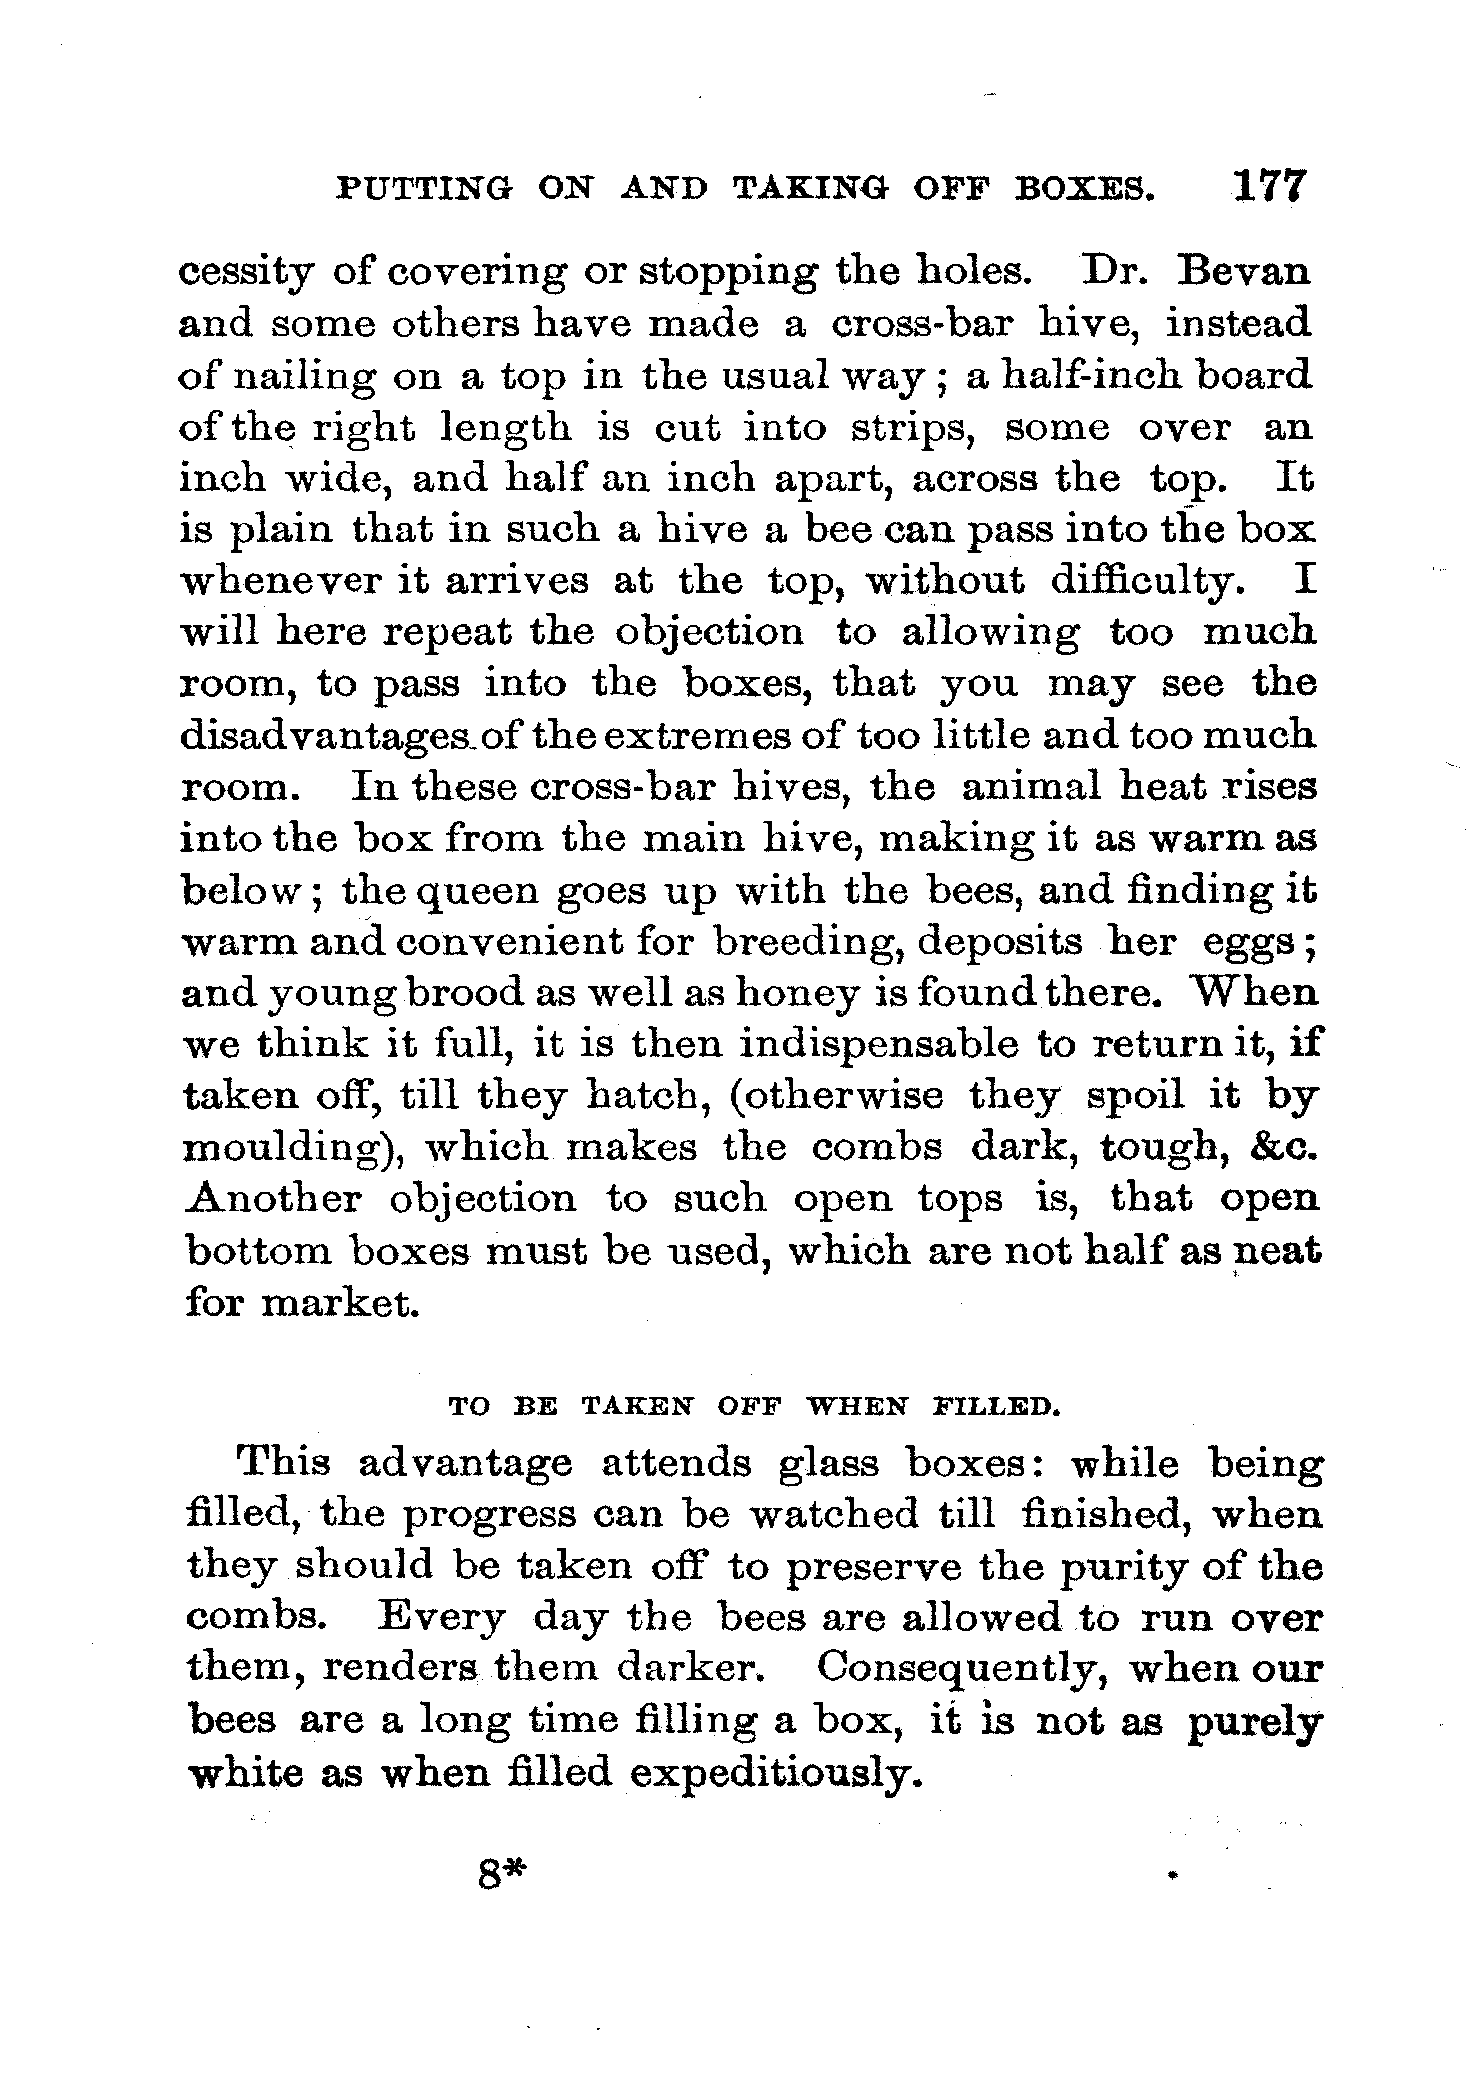 PUTTING ON AND TAKING OFF BOXES. 177
cessity of covering or stopping the holes. Dr. Bevan
and some others have made a cross-bar hive, instead
of nailing on a top in the usual way; a half-inch board
of the right length is cut into strips, some over an
inch wide, and half an inch apart, across the top. It
is plain that in such a hive a bee can pass into the box
whenever it arrives at the top, without difficulty. I
will here repeat the objection to allowing too much
room, to pass into the boxes, that you may see the
disadvantages of the extremes of too little and too much
room. In these cross-bar hives, the animal heat rises
into the box from the main hive, making it as warm as
below; the queen goes up with the bees, and finding it
warm and convenient for breeding, deposits her eggs;
and young brood as well as honey is found there. When
we think it full, it is then indispensable to return it, if
taken off, till they hatch, (otherwise they spoil it by
moulding), which makes the combs dark, tough, &c.
Another objection to such open tops is, that open
bottom boxes must be used, which are not half as neat
for market.
TO BE TAKEN OFF WHEN FILLED.
This advantage attends glass boxes: while being
filled, the progress can be watched till finished, when
they should be taken off to preserve the purity of the
combs. Every day the bees are allowed to run over
them, renders them darker. Consequently, when our
bees are a long time filling a box, it is not as purely
white as when filled expeditiously.
8*